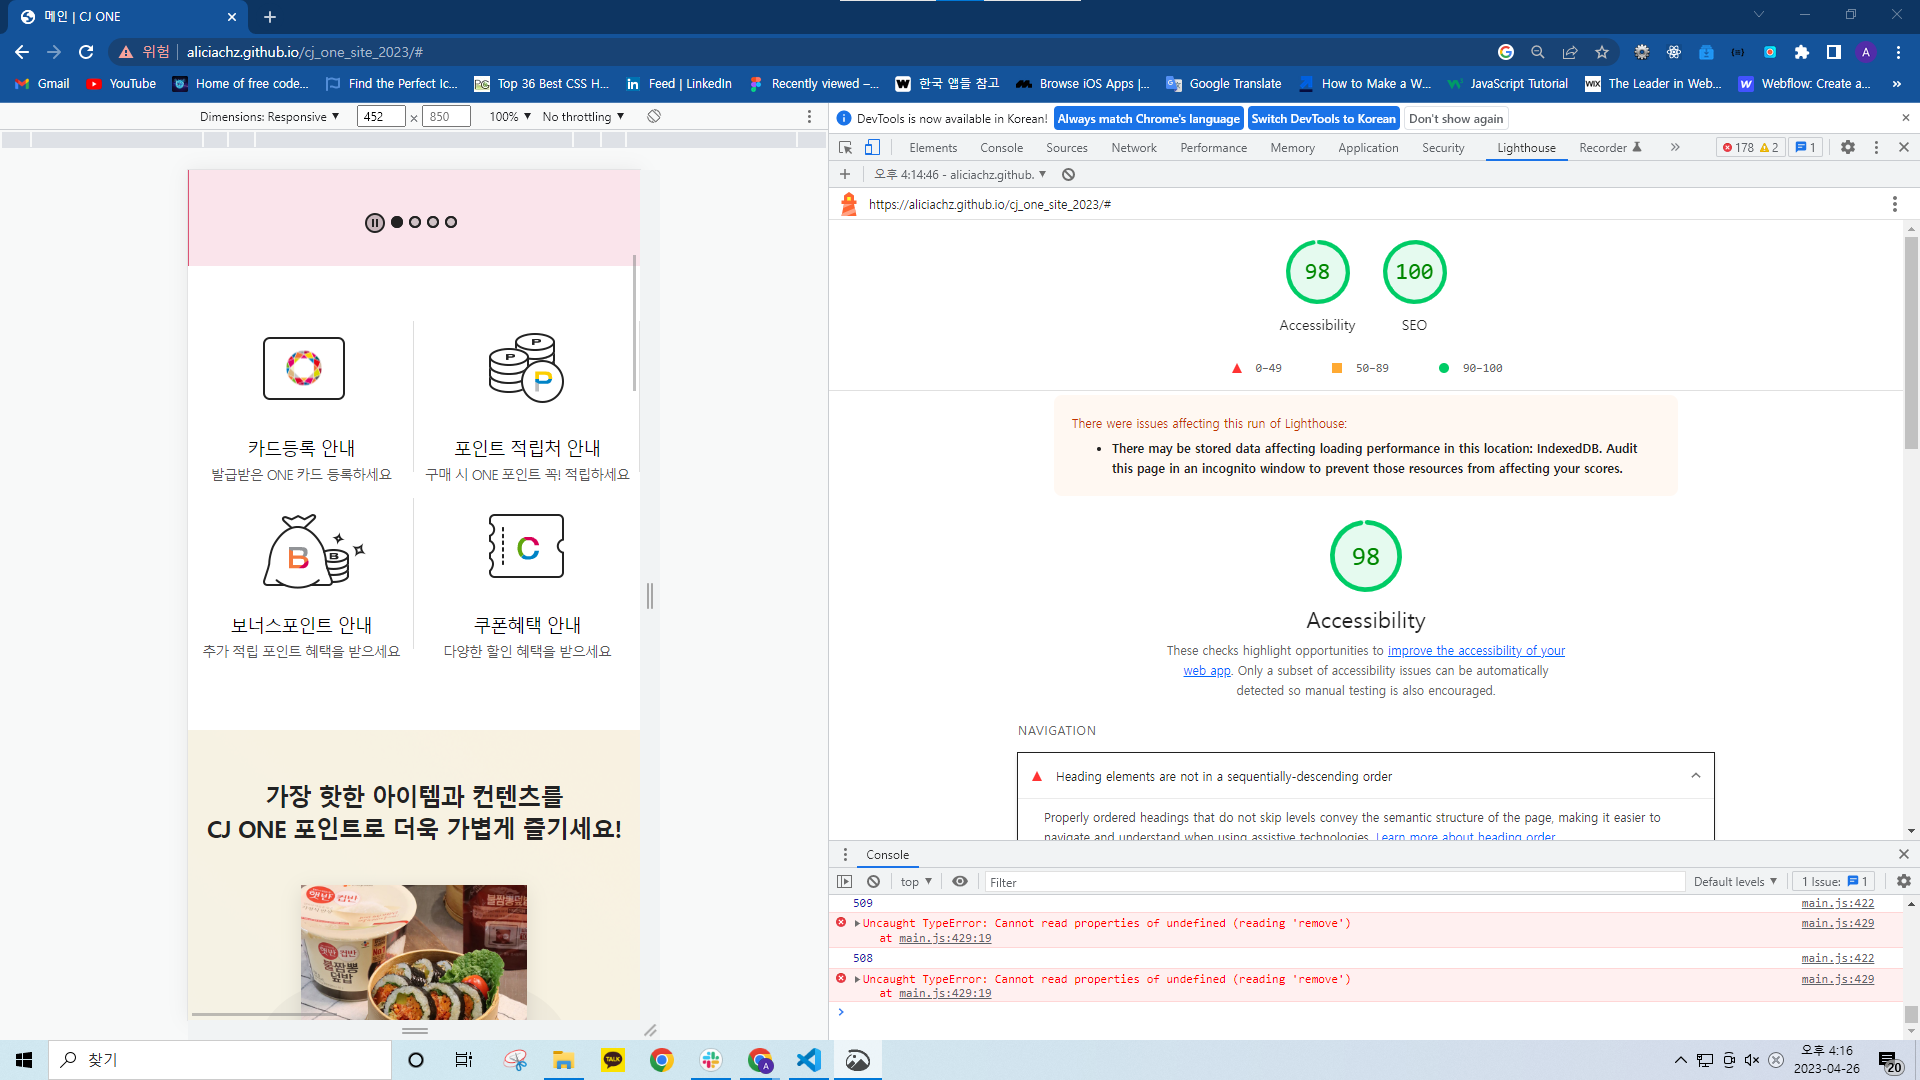 메인 | CJ ONE
위험
aliciachz.github.io/cj_one_site_2023/#
A
Gmail
YouTube
Home of free code...
Find the Perfect Ic...
Top 36 Best CSS H...
Feed | LinkedIn
Recently viewed –...
한국 앱들 참고
Browse iOS Apps |...
Google Translate
How to Make a W...
JavaScript Tutorial
The Leader in Web...
Webflow: Create a...
»
Dimensions: Responsive
452 × 850
100%
No throttling
DevTools is now available in Korean!
Always match Chrome's language
Switch DevTools to Korean
Don't show again
Elements
Console
Sources
Network
Performance
Memory
Application
Security
Lighthouse
Recorder
»
178
2
1
오후 4:14:46 - aliciachz.github.
https://aliciachz.github.io/cj_one_site_2023/#
98
100
Accessibility
SEO
0–49
50–89
90–100
There were issues affecting this run of Lighthouse:
There may be stored data affecting loading performance in this location: IndexedDB. Audit
this page in an incognito window to prevent those resources from affecting your scores.
98
Accessibility
These checks highlight opportunities to improve the accessibility of your
web app. Only a subset of accessibility issues can be automatically
detected so manual testing is also encouraged.
NAVIGATION
Heading elements are not in a sequentially-descending order
Properly ordered headings that do not skip levels convey the semantic structure of the page, making it easier to
navigate and understand when using assistive technologies. Learn more about heading order.
카드등록 안내
발급받은 ONE 카드 등록하세요
P
P
P
포인트 적립처 안내
구매 시 ONE 포인트 꼭! 적립하세요
B
B
보너스포인트 안내
추가 적립 포인트 혜택을 받으세요
C
쿠폰혜택 안내
다양한 할인 혜택을 받으세요
가장 핫한 아이템과 컨텐츠를
CJ ONE 포인트로 더욱 가볍게 즐기세요!
햇반
컵반
햇반 컵반
불짬뽕
덮밥
불짬뽕덮밥
Console
top
Filter
Default levels
1 Issue:
1
509
main.js:422
Uncaught TypeError: Cannot read properties of undefined (reading 'remove')
main.js:429
at main.js:429:19
508
main.js:422
Uncaught TypeError: Cannot read properties of undefined (reading 'remove')
main.js:429
at main.js:429:19
찾기
TALK
A
오후 4:16
2023-04-26
20